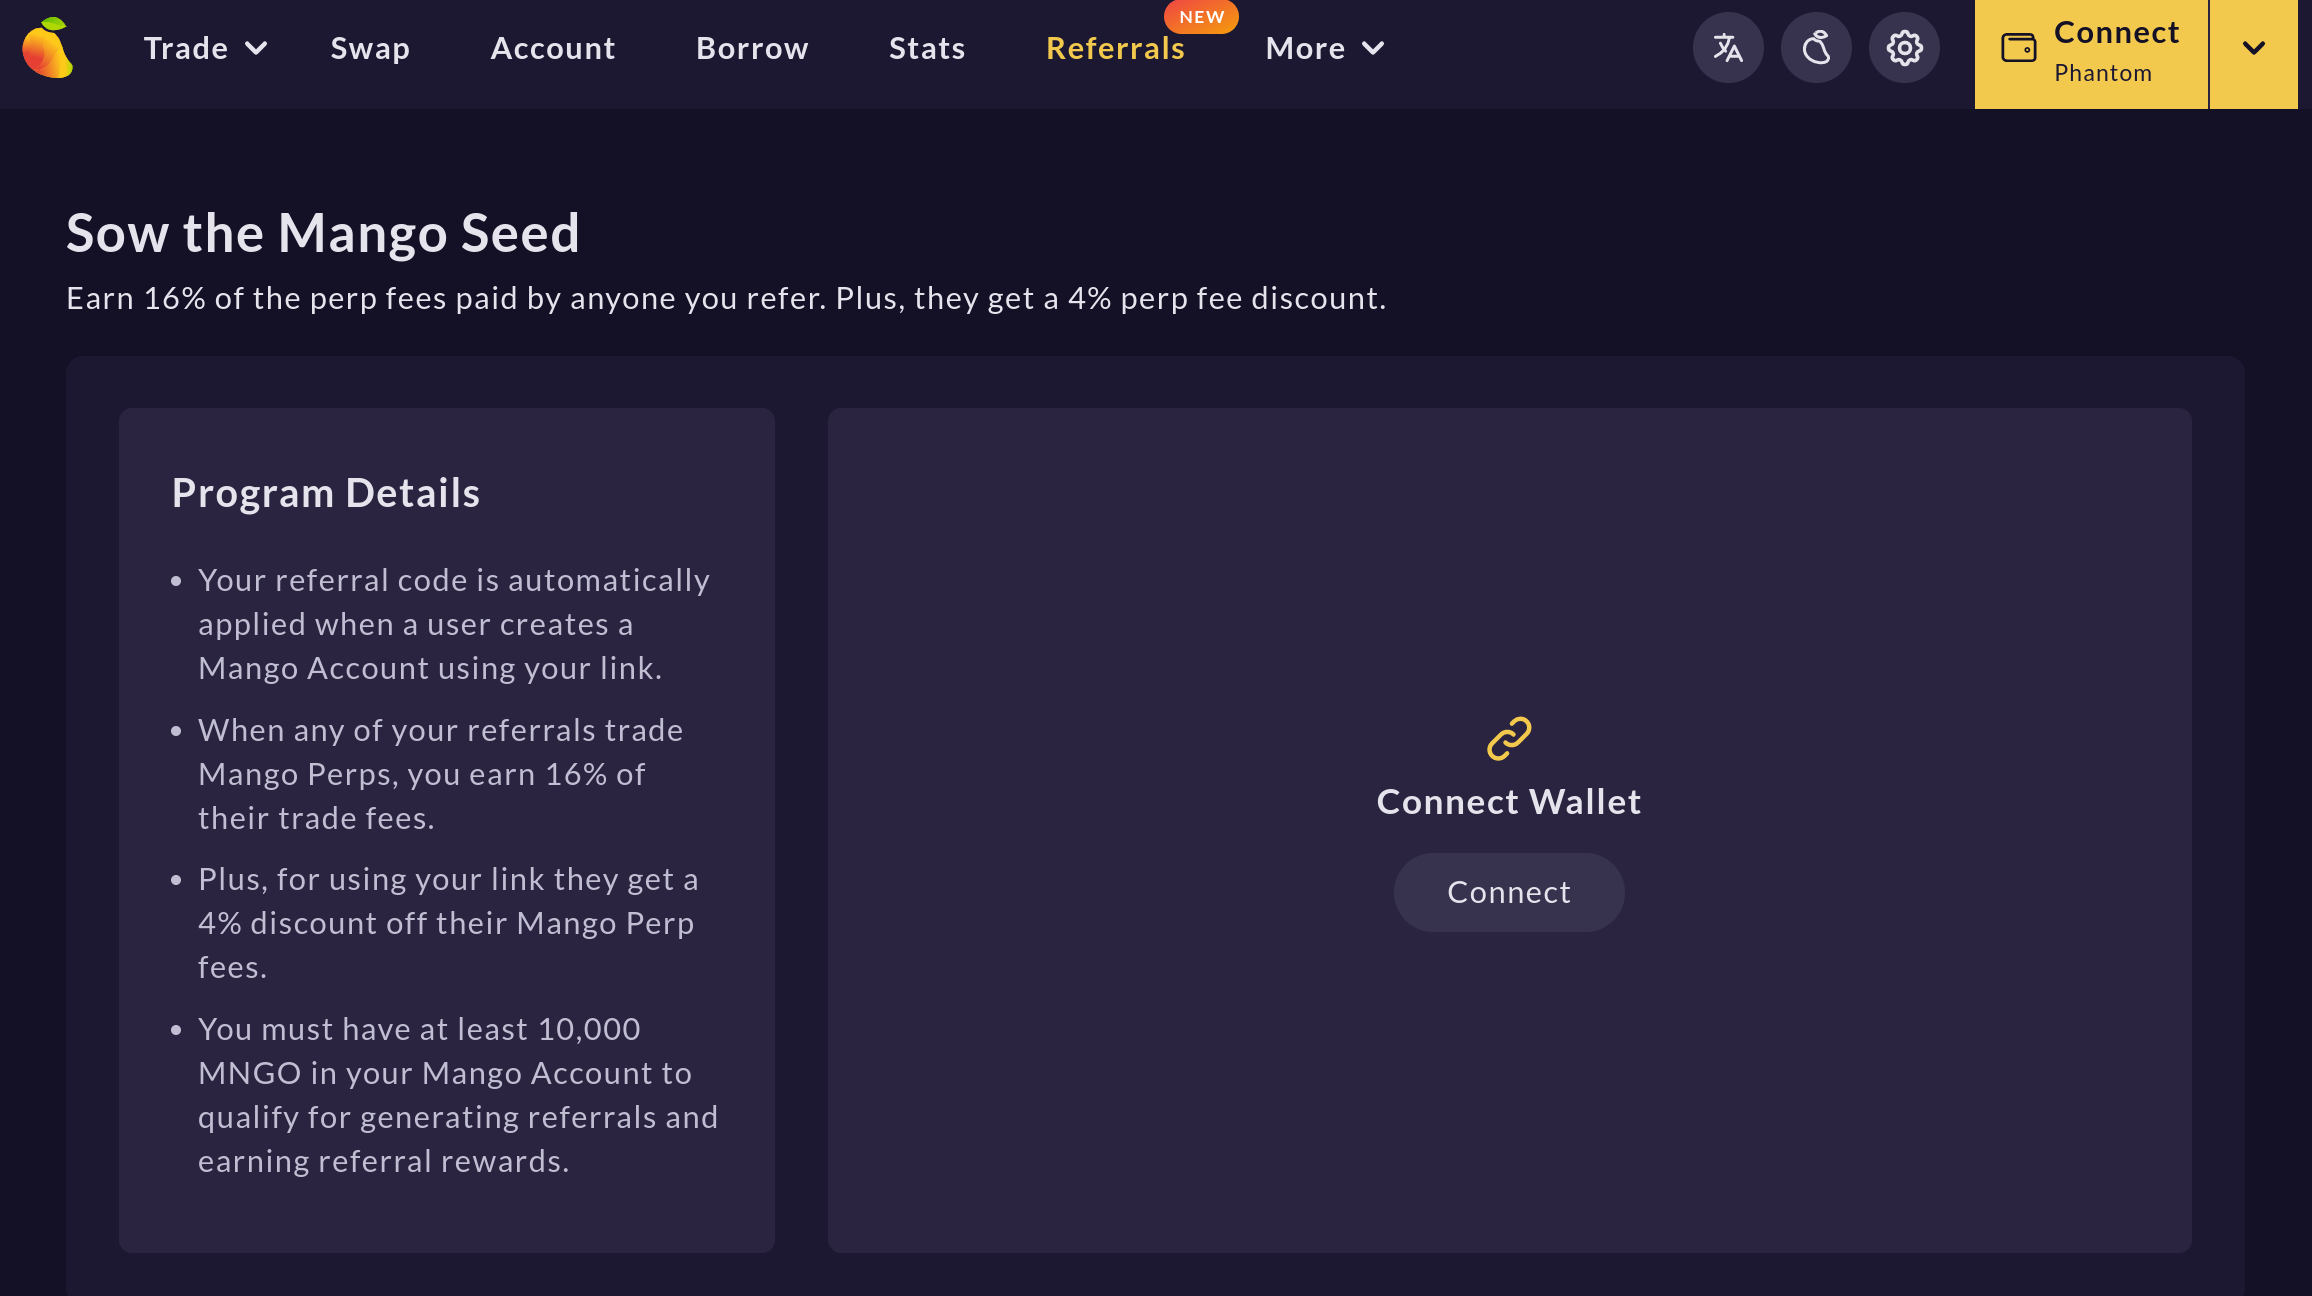 Trade
Swap
Account
Borrow
Stats
Referrals
NEW
More
文A
Connect
Phantom
Sow the Mango Seed
Earn 16% of the perp fees paid by anyone you refer. Plus, they get a 4% perp fee discount.
Program Details
• Your referral code is automatically
applied when a user creates a
Mango Account using your link.
• When any of your referrals trade
Mango Perps, you earn 16% of
their trade fees.
• Plus, for using your link they get a
4% discount off their Mango Perp
fees.
• You must have at least 10,000
MNGO in your Mango Account to
qualify for generating referrals and
earning referral rewards.
Connect Wallet
Connect